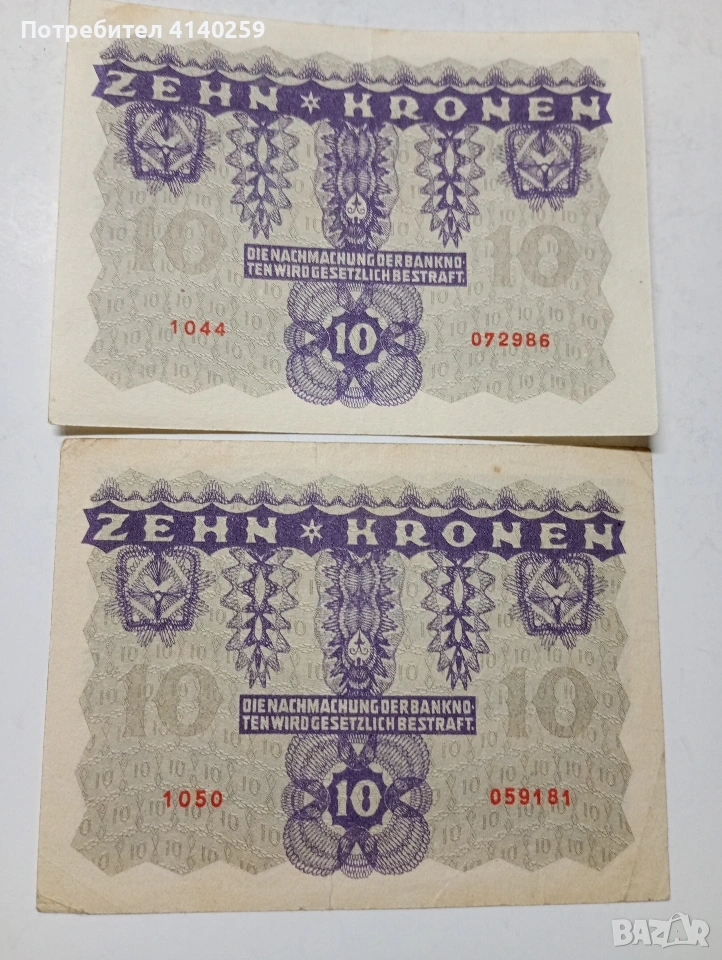 Потребител 4140259
ZEHN KRONEN
10 10
DIE NACHMACHUNG DER BANKNO-
TEN WIRD GESETZLICH BESTRAFT.
1044 10 072986
ZEHN KRONEN
10 10
DIE NACHMACHUNG DER BANKNO-
TEN WIRD GESETZLICH BESTRAFT.
1050 10 059181
BAZAR